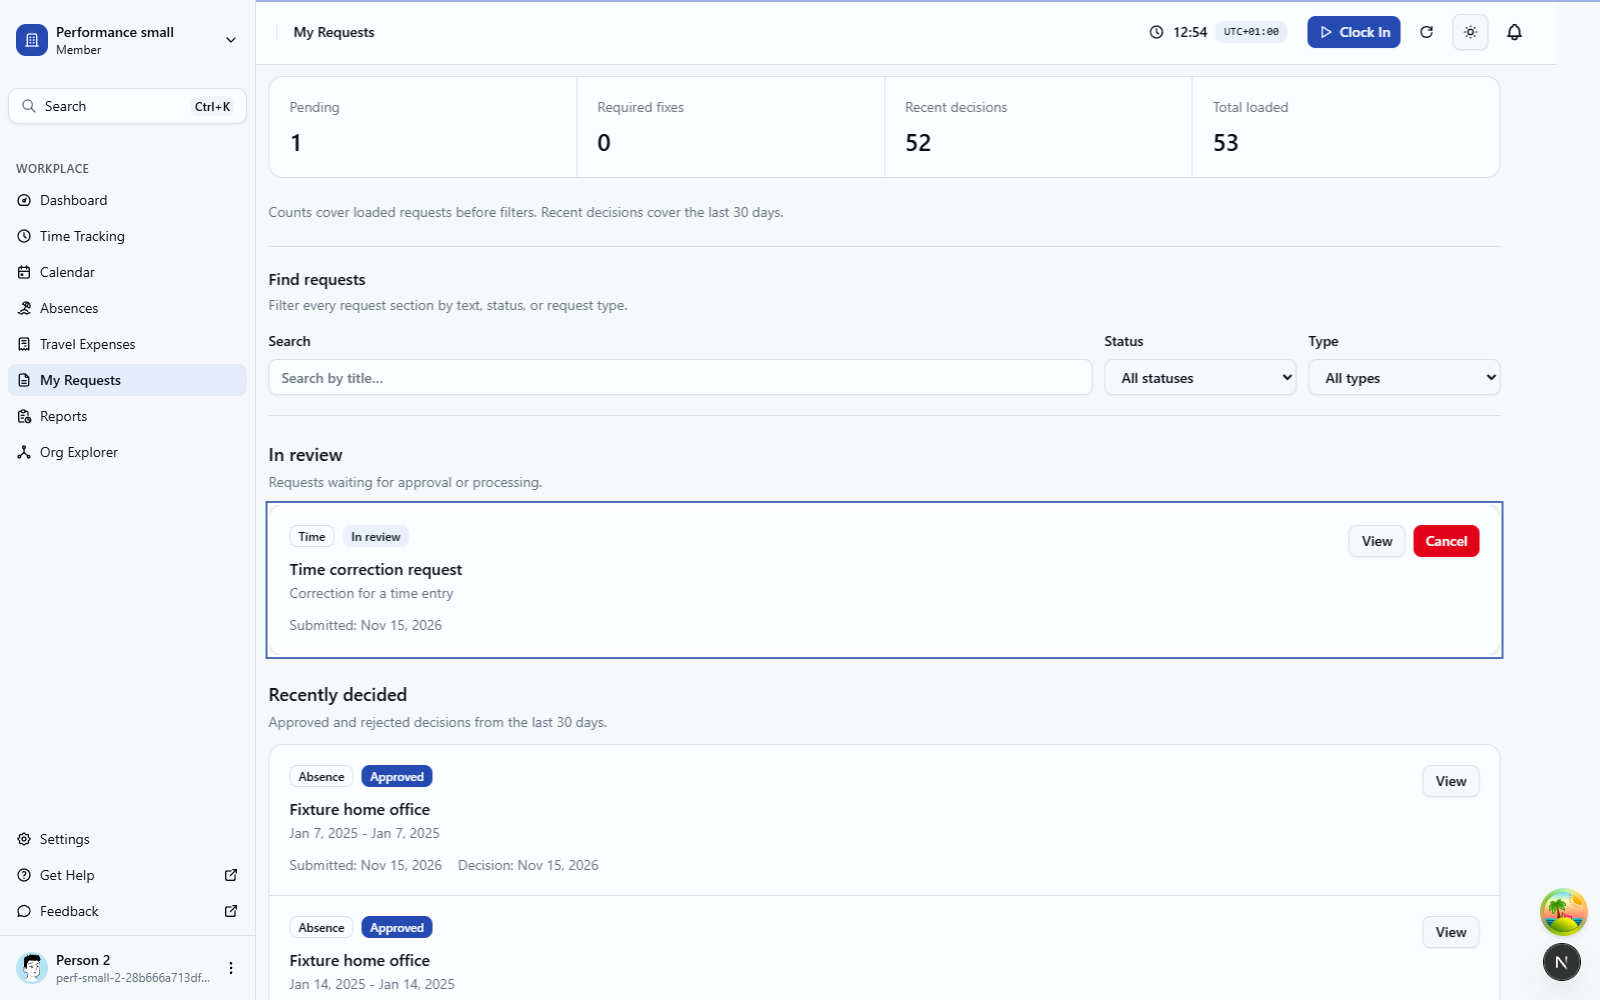 Performance small
Member
Search
Ctrl+K
WORKPLACE
Dashboard
Time Tracking
Calendar
Absences
Travel Expenses
My Requests
Reports
Org Explorer
Settings
Get Help
Feedback
Person 2
perf-small-2-28b666a713df...
My Requests
12:54
UTC+01:00
Clock In
Pending
1
Required fixes
0
Recent decisions
52
Total loaded
53
Counts cover loaded requests before filters. Recent decisions cover the last 30 days.
Find requests
Filter every request section by text, status, or request type.
Search
Search by title...
Status
All statuses
Type
All types
In review
Requests waiting for approval or processing.
Time
In review
View
Cancel
Time correction request
Correction for a time entry
Submitted: Nov 15, 2026
Recently decided
Approved and rejected decisions from the last 30 days.
Absence
Approved
View
Fixture home office
Jan 7, 2025 - Jan 7, 2025
Submitted: Nov 15, 2026
Decision: Nov 15, 2026
Absence
Approved
View
Fixture home office
Jan 14, 2025 - Jan 14, 2025
N